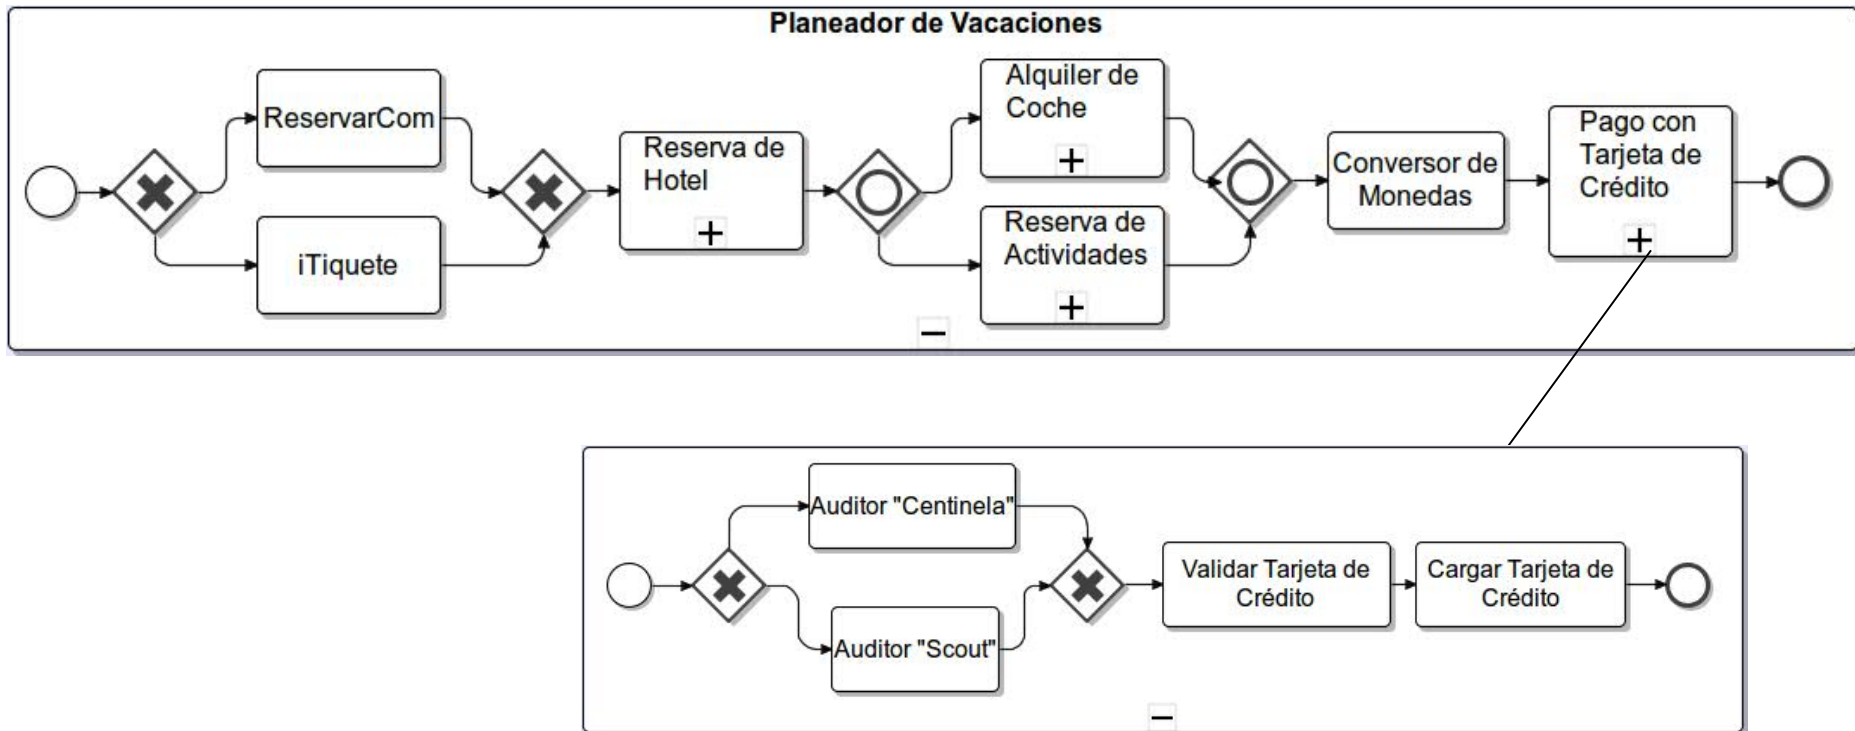 Planeador de Vacaciones
ReservarCom
iTiquete
Reserva de
Hotel
Alquiler de
Coche
Reserva de
Actividades
Conversor de
Monedas
Pago con
Tarjeta de
Crédito
Auditor "Centinela"
Auditor "Scout"
Validar Tarjeta de
Crédito
Cargar Tarjeta de
Crédito